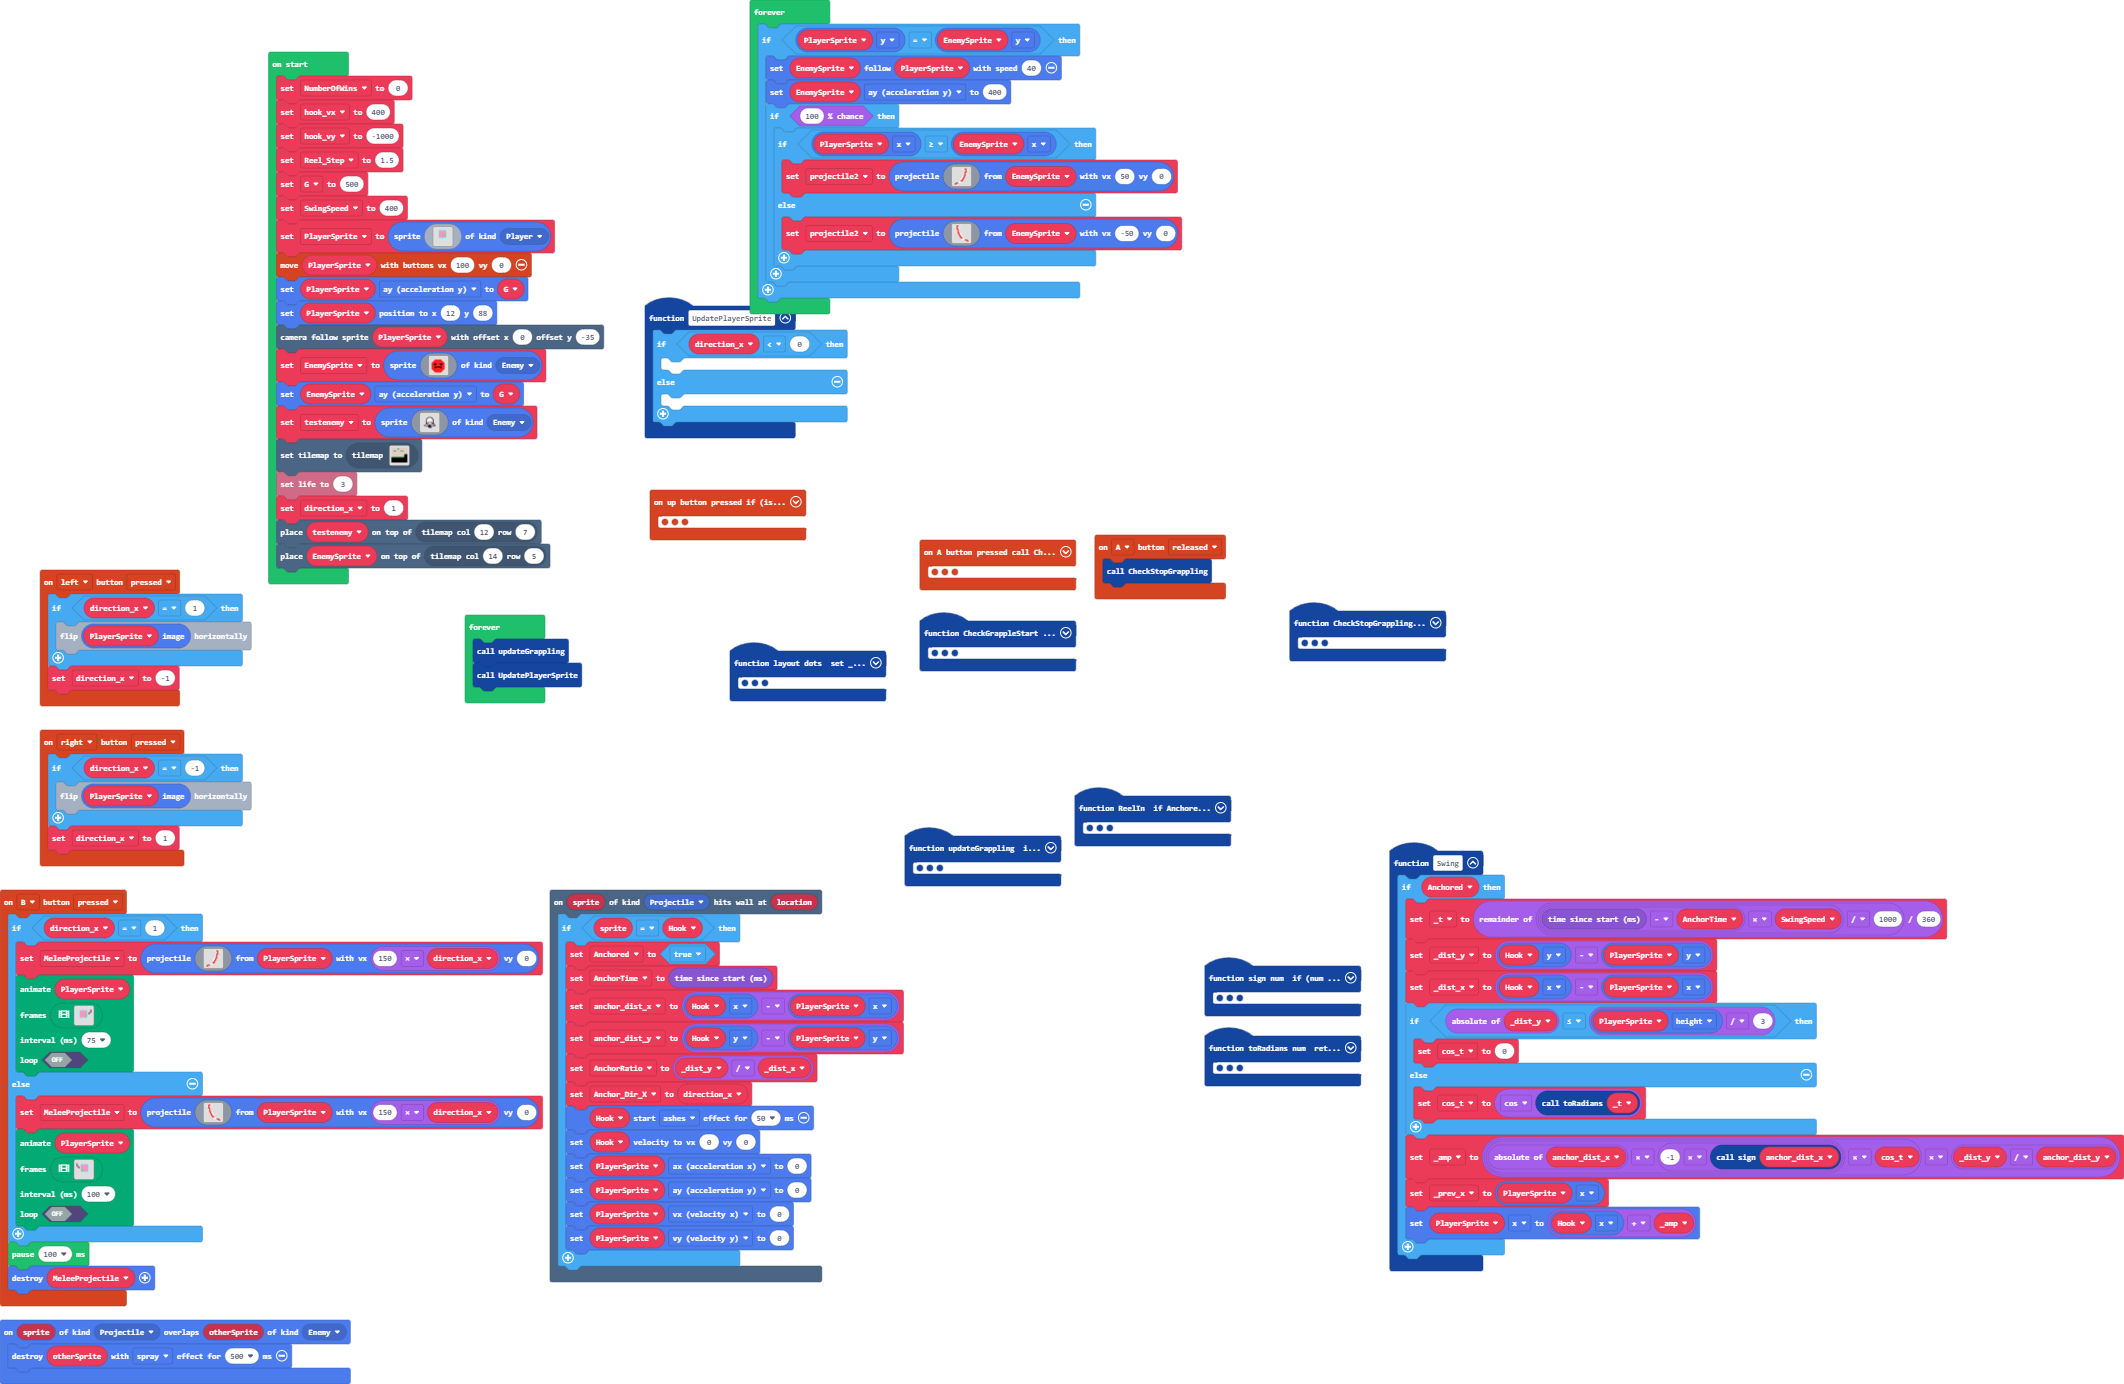 forever
if PlayerSprite y = EnemySprite y then
set EnemySprite follow PlayerSprite with speed 40
set EnemySprite ay (acceleration y) to 400
if 100 % chance then
if PlayerSprite x ≥ EnemySprite x then
set projectile2 to projectile from EnemySprite with vx 50 vy 0
else
set projectile2 to projectile from EnemySprite with vx -50 vy 0
on start
set NumberOfWins to 0
set hook_vx to 400
set hook_vy to -1000
set Reel_Step to 1.5
set G to 500
set SwingSpeed to 400
set PlayerSprite to sprite of kind Player
move PlayerSprite with buttons vx 100 vy 0
set PlayerSprite ay (acceleration y) to G
set PlayerSprite position to x 12 y 88
camera follow sprite PlayerSprite with offset x 0 offset y -35
set EnemySprite to sprite of kind Enemy
set EnemySprite ay (acceleration y) to G
set testenemy to sprite of kind Enemy
set tilemap to tilemap
set life to 3
set direction_x to 1
place testenemy on top of tilemap col 12 row 7
place EnemySprite on top of tilemap col 14 row 5
function UpdatePlayerSprite
if direction_x < 0 then
else
on up button pressed if (is...
on A button pressed call Ch...
on A button released
call CheckStopGrappling
on left button pressed
if direction_x = 1 then
flip PlayerSprite image horizontally
set direction_x to -1
forever
call updateGrappling
call UpdatePlayerSprite
function layout dots set _...
function CheckGrappleStart ...
function CheckStopGrappling...
on right button pressed
if direction_x = -1 then
flip PlayerSprite image horizontally
set direction_x to 1
function ReelIn if Anchore...
function updateGrappling i...
on B button pressed
if direction_x = 1 then
set MeleeProjectile to projectile from PlayerSprite with vx 150 × direction_x vy 0
animate PlayerSprite
frames
interval (ms) 75
loop OFF
else
set MeleeProjectile to projectile from PlayerSprite with vx 150 × direction_x vy 0
animate PlayerSprite
frames
interval (ms) 100
loop OFF
pause 100 ms
destroy MeleeProjectile
on sprite of kind Projectile hits wall at location
if sprite = Hook then
set Anchored to true
set AnchorTime to time since start (ms)
set anchor_dist_x to Hook x - PlayerSprite x
set anchor_dist_y to Hook y - PlayerSprite y
set AnchorRatio to _dist_y / _dist_x
set Anchor_Dir_X to direction_x
Hook start ashes effect for 50 ms
set Hook velocity to vx 0 vy 0
set PlayerSprite ax (acceleration x) to 0
set PlayerSprite ay (acceleration y) to 0
set PlayerSprite vx (velocity x) to 0
set PlayerSprite vy (velocity y) to 0
function sign num if (num ...
function toRadians num ret...
function Swing
if Anchored then
set _t to remainder of time since start (ms) - AnchorTime × SwingSpeed / 1000 / 360
set _dist_y to Hook y - PlayerSprite y
set _dist_x to Hook x - PlayerSprite x
if absolute of _dist_y ≤ PlayerSprite height / 3 then
set cos_t to 0
else
set cos_t to cos call toRadians _t
set _amp to absolute of anchor_dist_x × -1 × call sign anchor_dist_x × cos_t × _dist_y / anchor_dist_y
set _prev_x to PlayerSprite x
set PlayerSprite x to Hook x + _amp
on sprite of kind Projectile overlaps otherSprite of kind Enemy
destroy otherSprite with spray effect for 500 ms